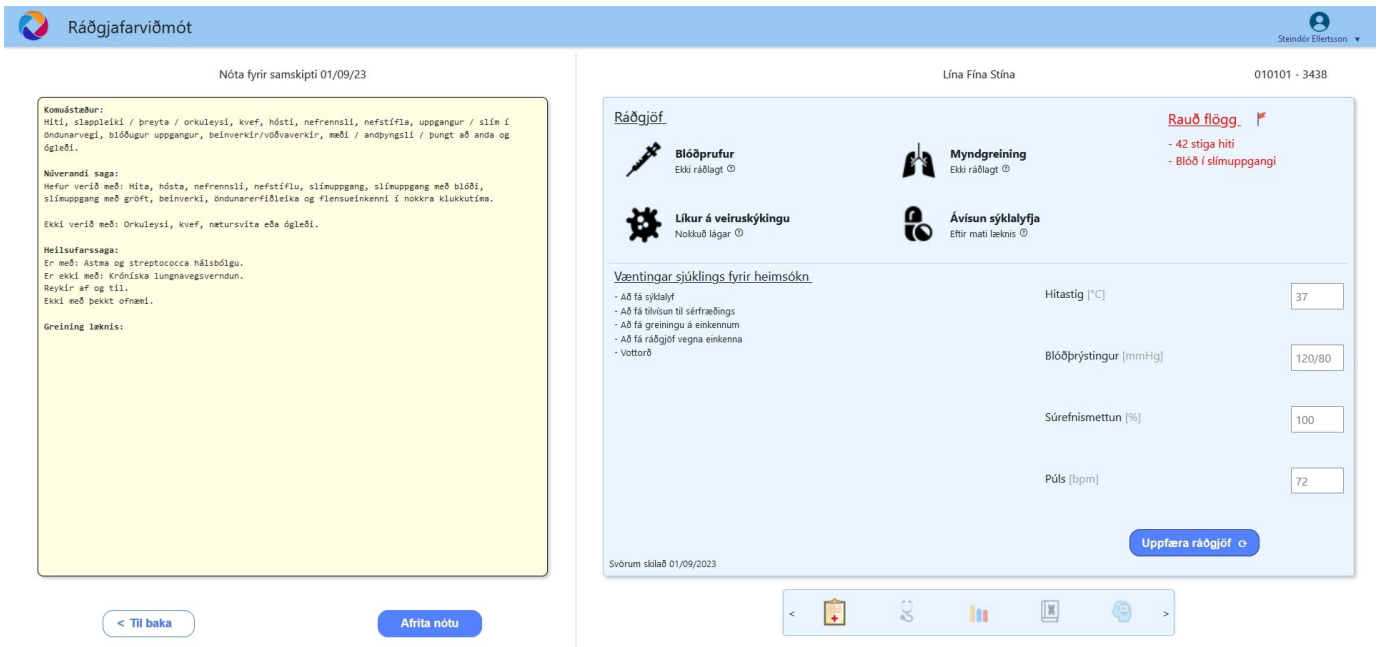 Ráðgjafarviðmót
Steindór Ellertsson
Nóta fyrir samskipti 01/09/23
Komuástæður:
Hiti, slappleiki / þreyta / orkuleysi, kvef, hósti, nefrennsli, nefstífla, uppgangur / slím í
öndunarvegi, blóðugur uppgangur, beinverkir/vöðvaverkir, mæði / andþyngsli / þungt að anda og
ógleði.
Núverandi saga:
Hefur verið með: Hita, hósta, nefrennsli, nefstíflu, slímuppgang, slímuppgang með blóði,
slímuppgang með gröft, beinverki, öndunarerfiðleika og flensueinkenni í nokkra klukkutíma.
Ekki verið með: Orkuleysi, kvef, nætursvita eða ógleði.
Heilsufarssaga:
Er með: Astma og streptococca hálsbólgu.
Er ekki með: Króníska lungnavegsverndun.
Reykir af og til.
Ekki með þekkt ofnæmi.
Greining læknis:
< Til baka
Afrita nótu
Lína Fína Stína
010101 - 3438
Ráðgjöf
Rauð flögg
- 42 stiga hiti
- Blóð í slímuppgangi
Blóðprufur
Ekki ráðlagt
Myndgreining
Ekki ráðlagt
Líkur á veiruskýkingu
Nokkuð lágar
Ávísun sýklalyfja
Eftir mati læknis
Væntingar sjúklings fyrir heimsókn
- Að fá sýklalyf
- Að fá tilvísun til sérfræðings
- Að fá greiningu á einkennum
- Að fá ráðgjöf vegna einkenna
- Vottorð
Hitastig [°C]
37
Blóðþrýstingur [mmHg]
120/80
Súrefnismettun [%]
100
Púls [bpm]
72
Uppfæra ráðgjöf
Svörum skilað 01/09/2023
< >